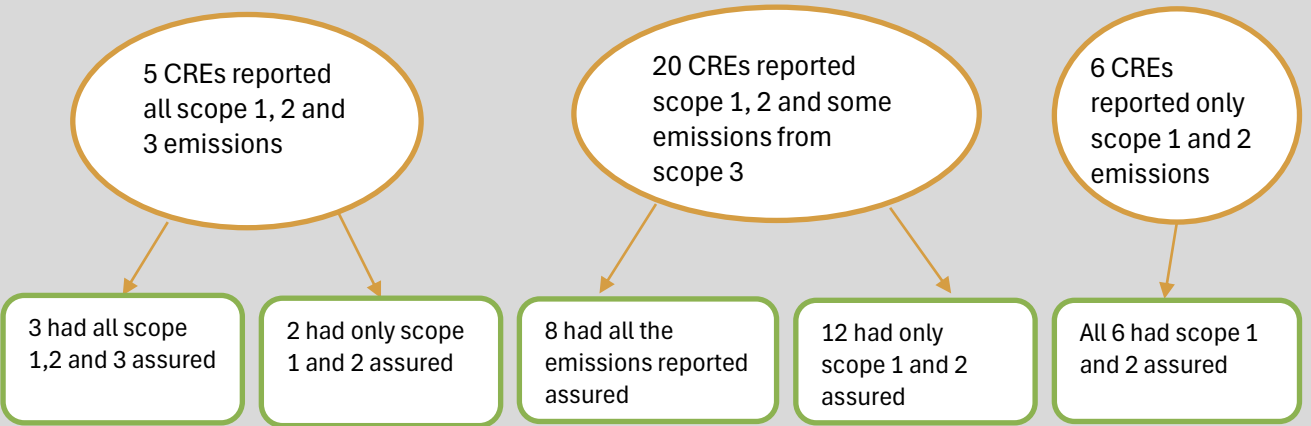 5 CREs reported
all scope 1, 2 and
3 emissions
20 CREs reported
scope 1, 2 and some
emissions from
scope 3
6 CREs
reported only
scope 1 and 2
emissions
3 had all scope
1,2 and 3 assured
2 had only scope
1 and 2 assured
8 had all the
emissions reported
assured
12 had only
scope 1 and 2
assured
All 6 had scope 1
and 2 assured